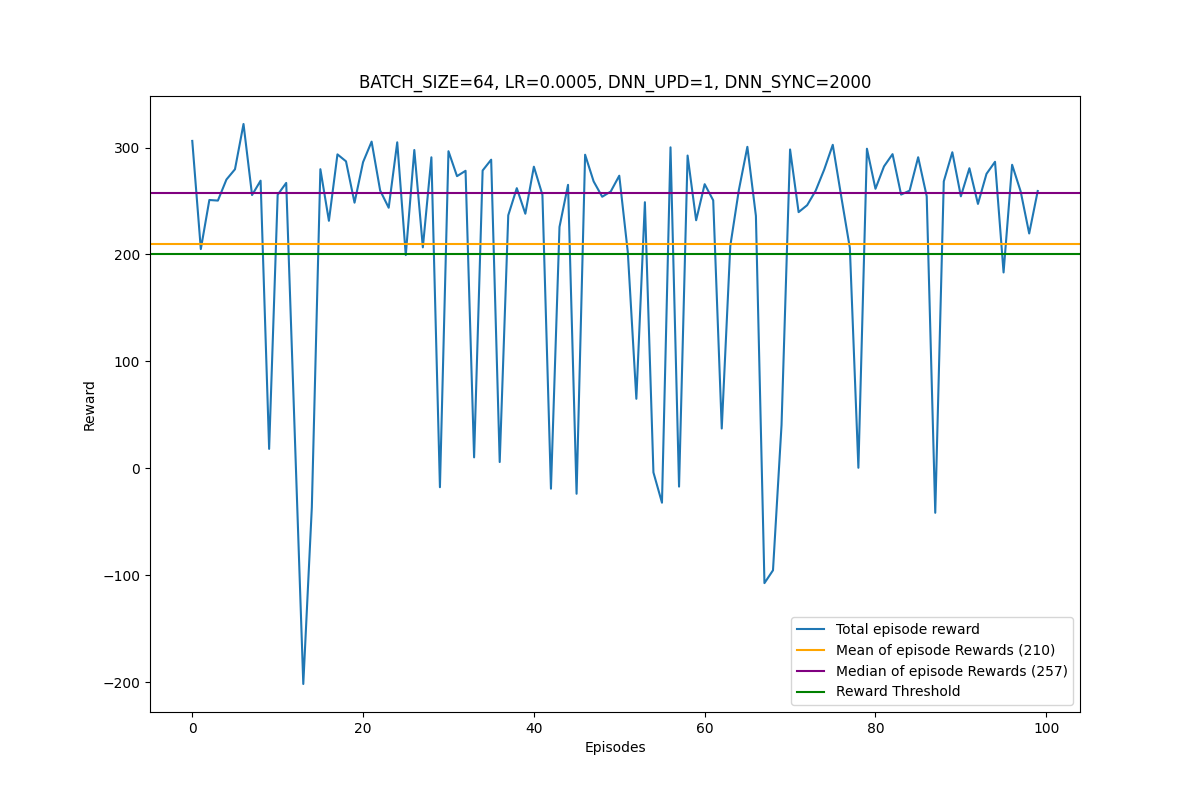 BATCH_SIZE=64, LR=0.0005, DNN_UPD=1, DNN_SYNC=2000
300
200
100
0
−100
−200
Reward
0
20
40
60
80
100
Episodes
Total episode reward
Mean of episode Rewards (210)
Median of episode Rewards (257)
Reward Threshold